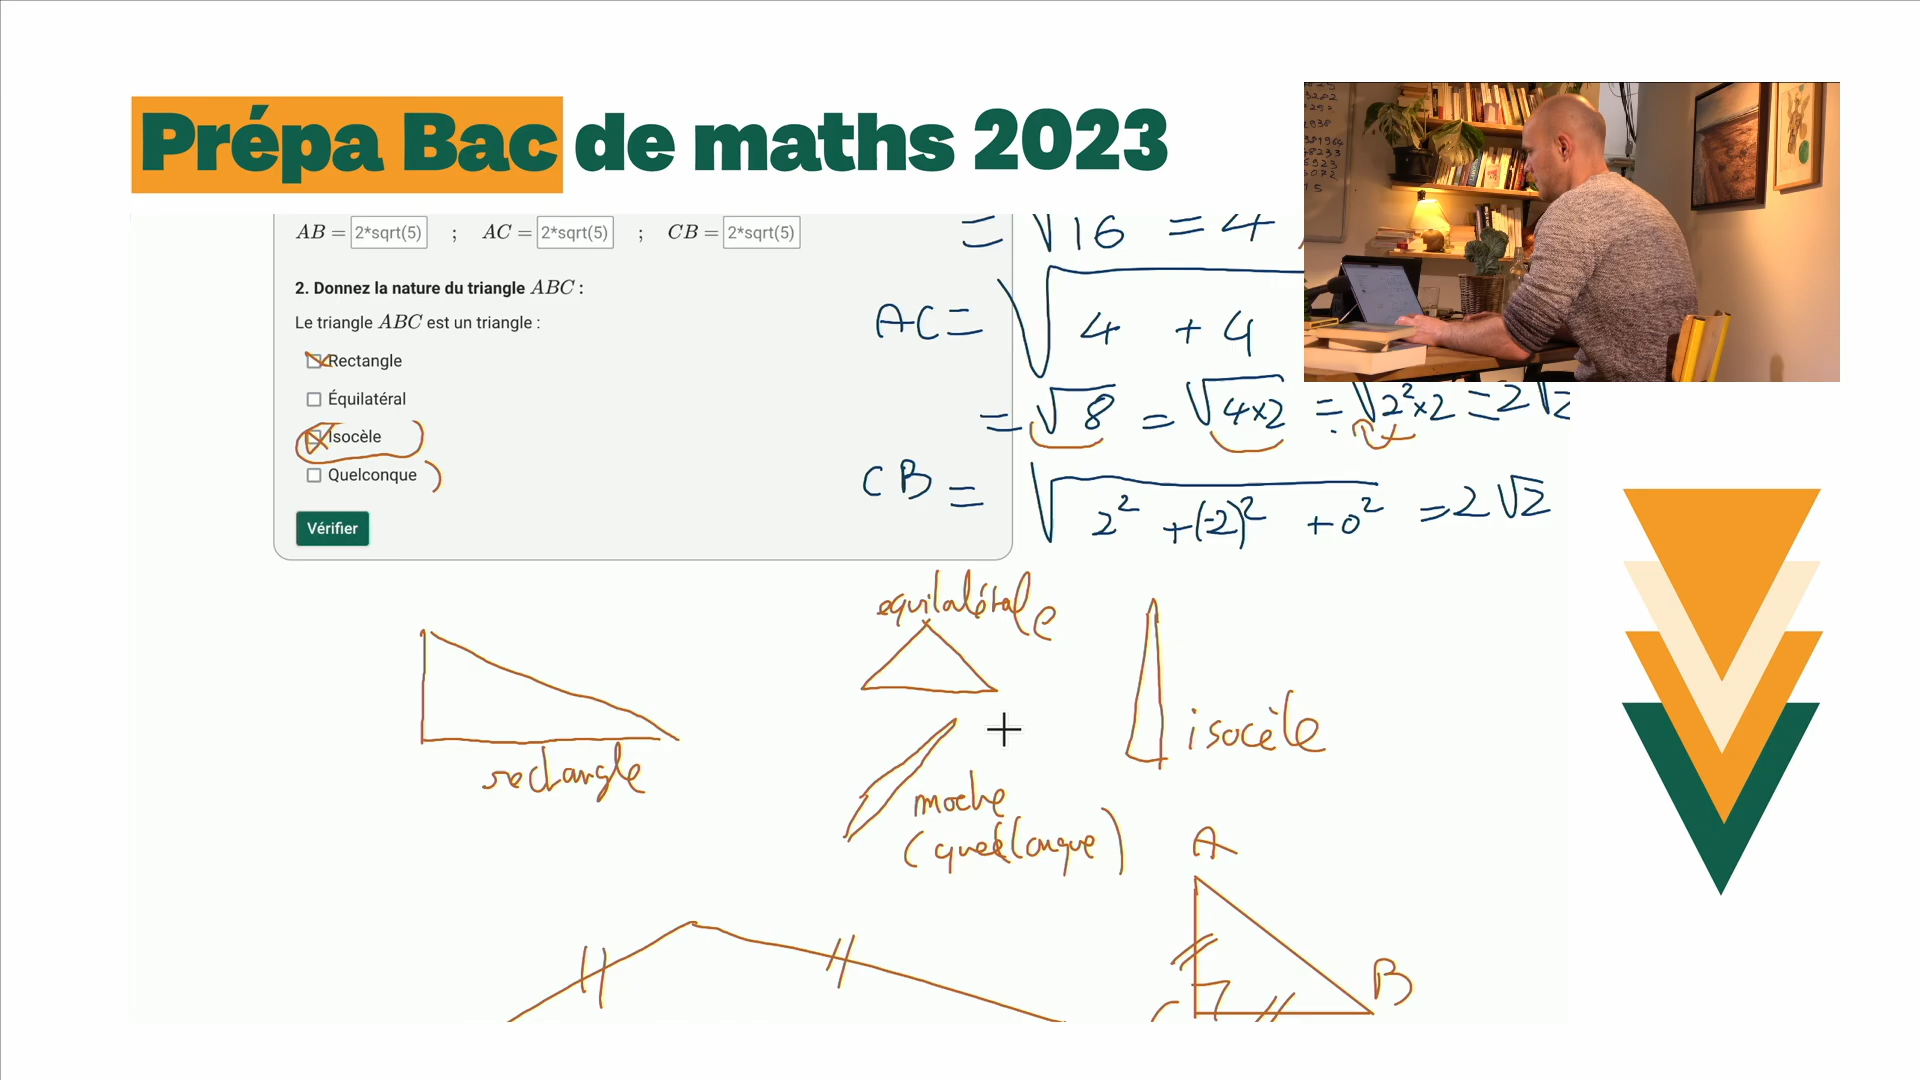 Prépa Bac de maths 2023
AB = 2*sqrt(5) ; AC = 2*sqrt(5) ; CB = 2*sqrt(5)
2. Donnez la nature du triangle ABC :
Le triangle ABC est un triangle :
Rectangle
Équilatéral
Isocèle
Quelconque
Vérifier
= √16 = 4
AC = √4 + 4
= √8 = √4×2 = √2²×2 = 2√2
CB = √2² + (-2)² + 0² = 2√2
equilatérale
rectangle
isocèle
moche
(quelconque)
A
B
C